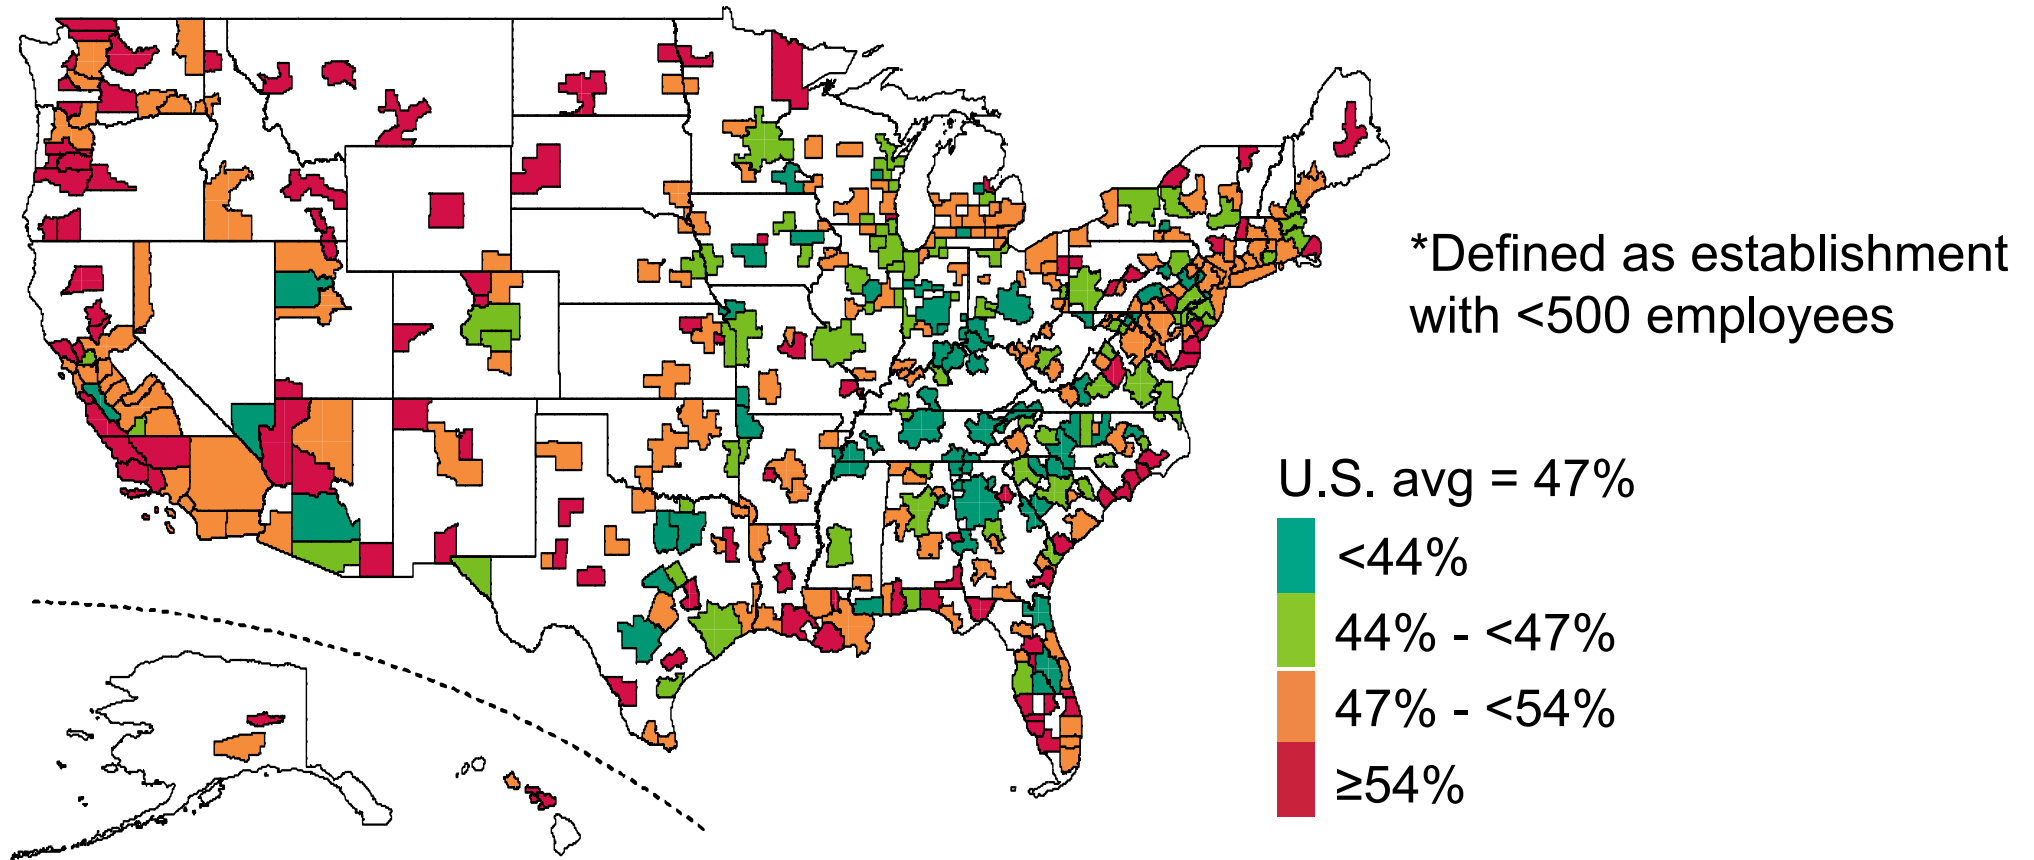 *Defined as establishment
with <500 employees
U.S. avg = 47%
<44%
44% - <47%
47% - <54%
≥54%